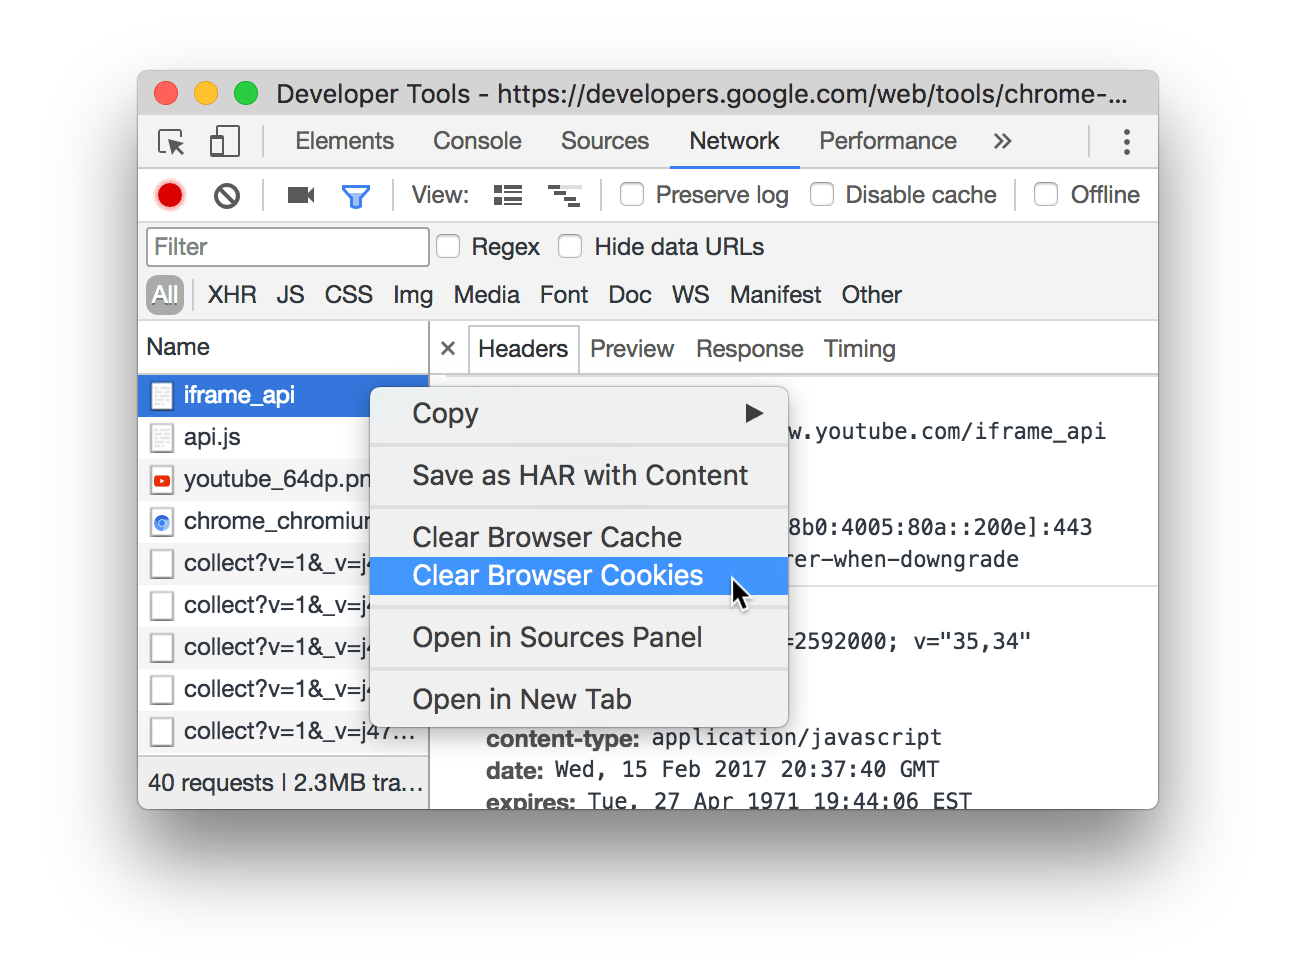 Developer Tools - https://developers.google.com/web/tools/chrome-...
Elements Console Sources Network Performance »
View: Preserve log Disable cache Offline
Filter Regex Hide data URLs
All XHR JS CSS Img Media Font Doc WS Manifest Other
Name
× Headers Preview Response Timing
iframe_api
api.js
youtube_64dp.pn
chrome_chromiur
collect?v=1&_v=j4
collect?v=1&_v=j4
collect?v=1&_v=j4
collect?v=1&_v=j4
collect?v=1&_v=j47...
40 requests | 2.3MB tra...
Copy
Save as HAR with Content
Clear Browser Cache
Clear Browser Cookies
Open in Sources Panel
Open in New Tab
w.youtube.com/iframe_api
8b0:4005:80a::200e]:443
rer-when-downgrade
=2592000; v="35,34"
content-type: application/javascript
date: Wed, 15 Feb 2017 20:37:40 GMT
expires: Tue, 27 Apr 1971 19:44:06 EST